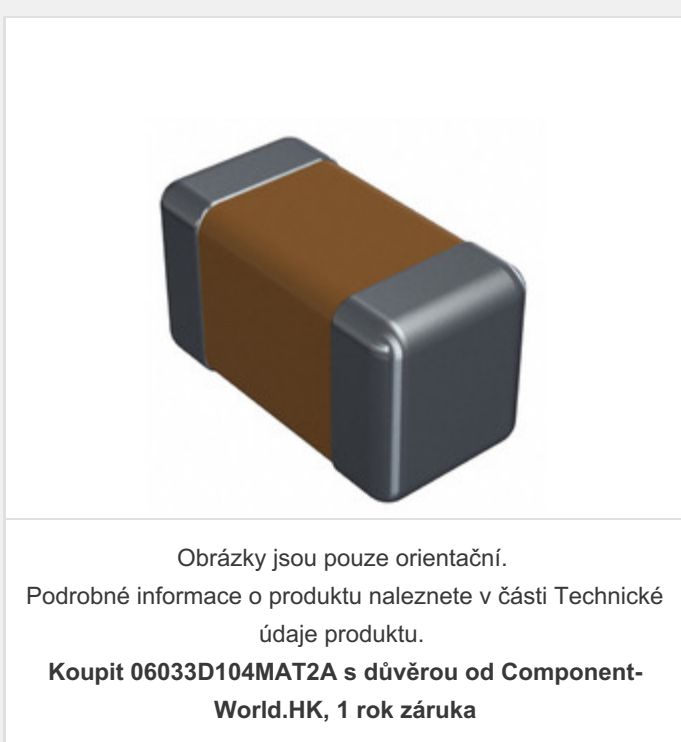 Obrázky jsou pouze orientační.
Podrobné informace o produktu naleznete v části Technické
údaje produktu.
Koupit 06033D104MAT2A s důvěrou od Component-
World.HK, 1 rok záruka